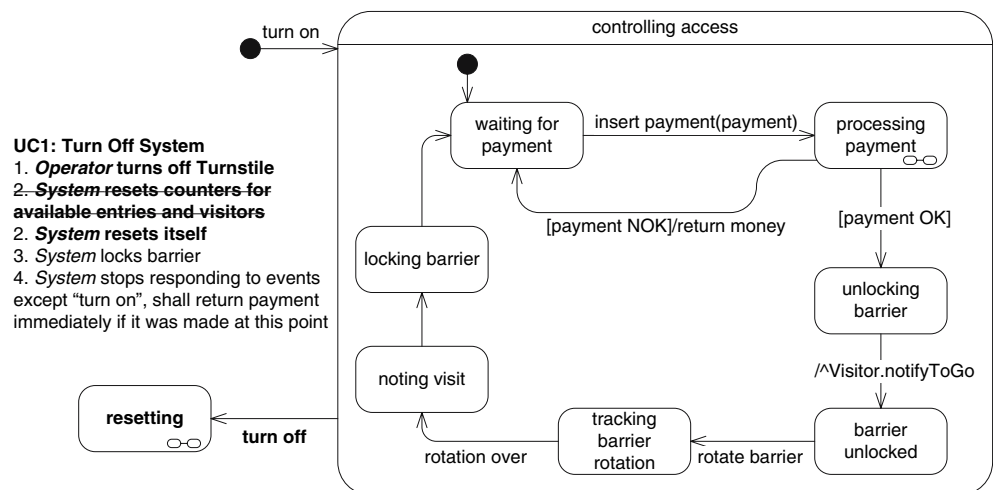 turn on
controlling access
waiting for
payment
insert payment(payment)
processing
payment
UC1: Turn Off System
1. Operator turns off Turnstile
2. System resets counters for
available entries and visitors
2. System resets itself
3. System locks barrier
4. System stops responding to events
except “turn on”, shall return payment
immediately if it was made at this point
[payment NOK]/return money
[payment OK]
locking barrier
unlocking
barrier
noting visit
/^Visitor.notifyToGo
resetting
turn off
rotation over
tracking
barrier
rotation
rotate barrier
barrier
unlocked